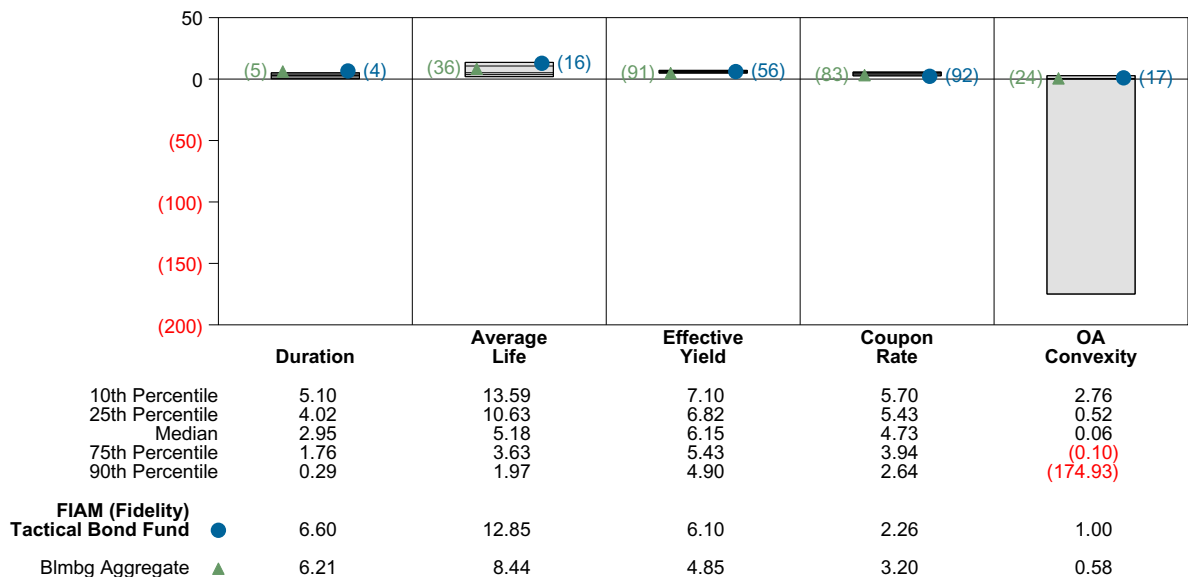 50
0
(50)
(100)
(150)
(200)
(5) (4) (36) (16) (91) (56) (83) (92) (24) (17)
Duration Average Life Effective Yield Coupon Rate OA Convexity
10th Percentile 5.10 13.59 7.10 5.70 2.76
25th Percentile 4.02 10.63 6.82 5.43 0.52
Median 2.95 5.18 6.15 4.73 0.06
75th Percentile 1.76 3.63 5.43 3.94 (0.10)
90th Percentile 0.29 1.97 4.90 2.64 (174.93)
FIAM (Fidelity)
Tactical Bond Fund 6.60 12.85 6.10 2.26 1.00
Blmbg Aggregate 6.21 8.44 4.85 3.20 0.58